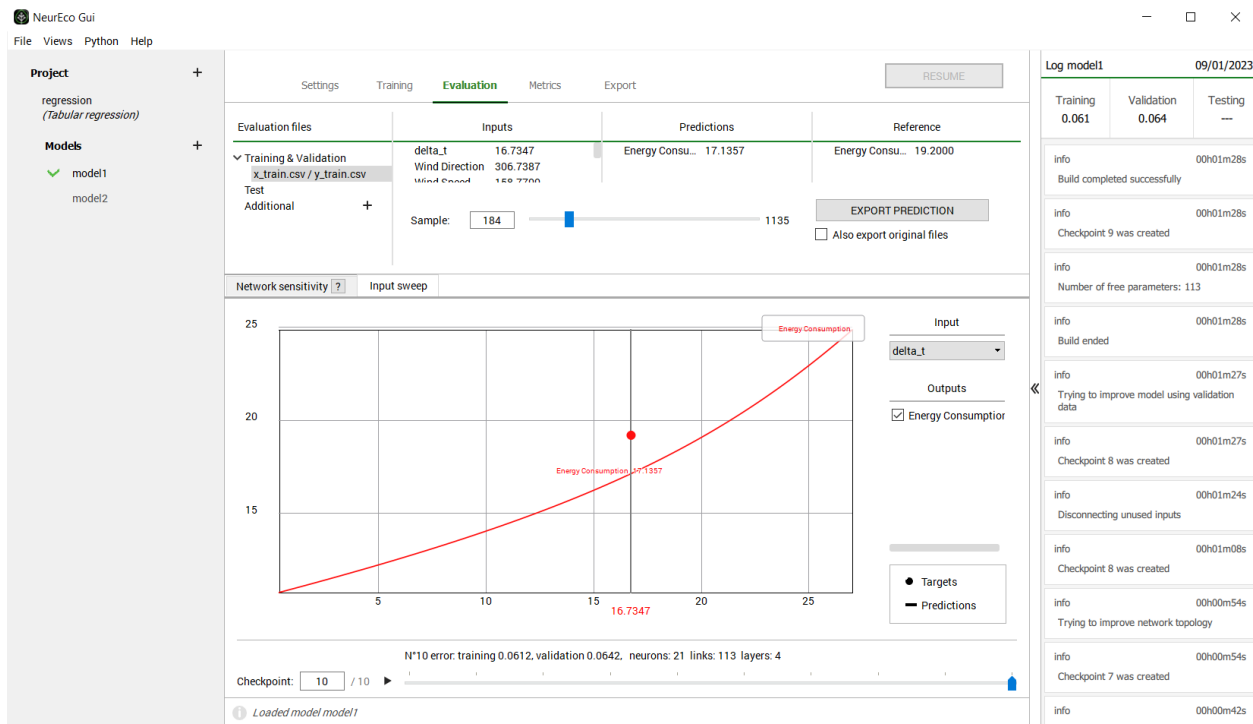 NeurEco Gui
File Views Python Help
Project +
regression
(Tabular regression)
Models +
model1
model2
Settings Training Evaluation Metrics Export RESUME
Evaluation files Inputs Predictions Reference
Training & Validation
x_train.csv / y_train.csv
Test
Additional +
delta_t 16.7347
Wind Direction 306.7387
Wind Speed 158.7799
Energy Consu... 17.1357
Energy Consu... 19.2000
Sample: 184 1135
EXPORT PREDICTION
Also export original files
Network sensitivity ? Input sweep
25
20
15
Energy Consumption
Energy Consumption 17.1357
5 10 15 20 25
16.7347
Input
delta_t
Outputs
Energy Consumption
Targets
Predictions
N°10 error: training 0.0612, validation 0.0642, neurons: 21 links: 113 layers: 4
Checkpoint: 10 / 10
Loaded model model1
Log model1 09/01/2023
Training Validation Testing
0.061 0.064 ---
info 00h01m28s
Build completed successfully
info 00h01m28s
Checkpoint 9 was created
info 00h01m28s
Number of free parameters: 113
info 00h01m28s
Build ended
info 00h01m27s
Trying to improve model using validation
data
info 00h01m27s
Checkpoint 8 was created
info 00h01m24s
Disconnecting unused inputs
info 00h01m08s
Checkpoint 8 was created
info 00h00m54s
Trying to improve network topology
info 00h00m54s
Checkpoint 7 was created
info 00h00m42s